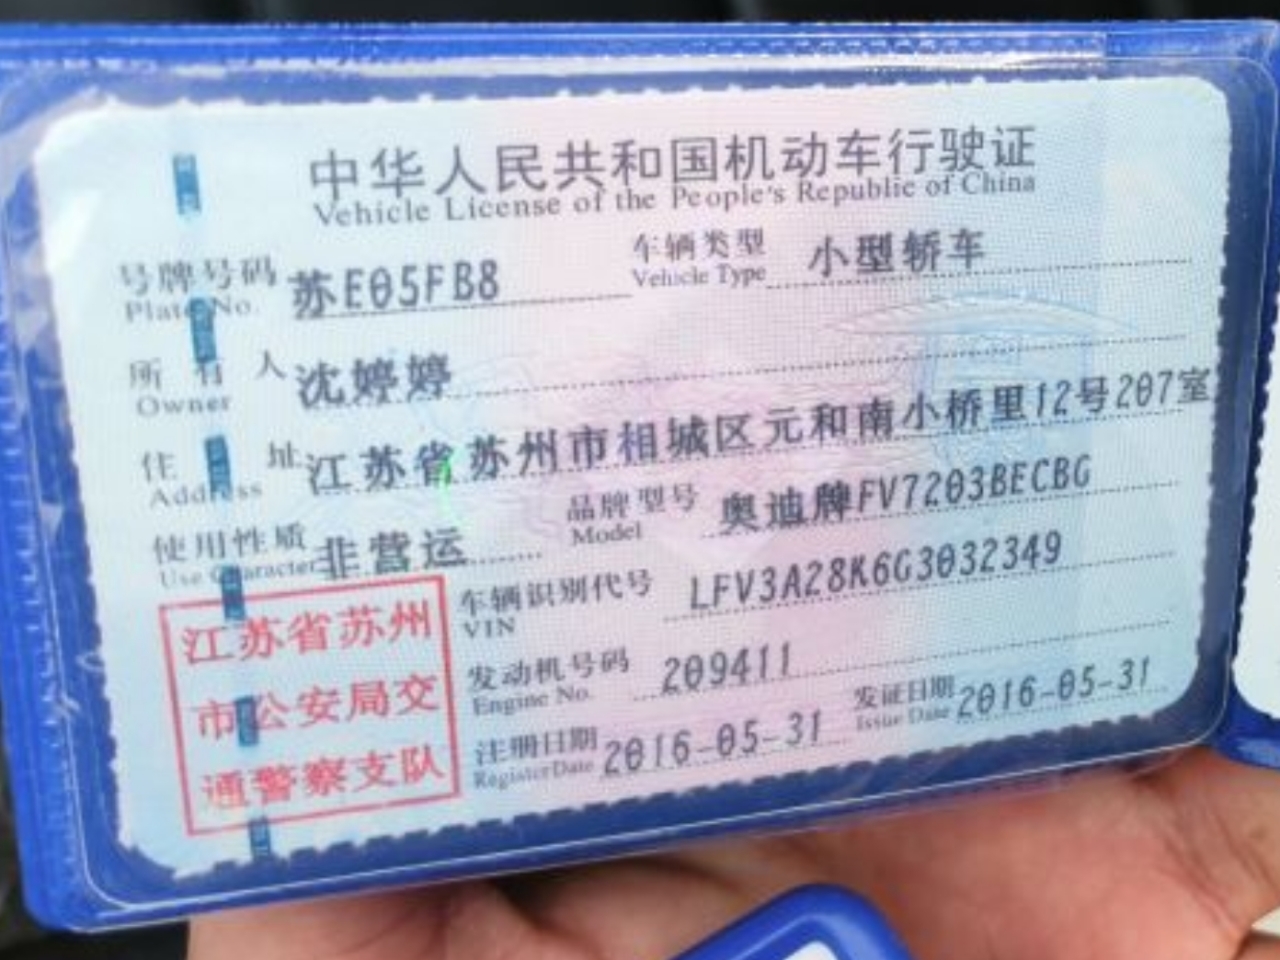 中华人民共和国机动车行驶证
Vehicle License of the People's Republic of China
号牌号码 苏E05FB8 车辆类型 小型轿车
Plate No. Vehicle Type
所有人 沈婷婷
Owner
住址 江苏省苏州市相城区元和南小桥里12号207室
Address
使用性质 非营运 品牌型号 奥迪牌FV7203BECBG
Use Character Model
车辆识别代号 LFV3A28K6G3032349
VIN
发动机号码 209411
Engine No.
注册日期 2016-05-31 发证日期 2016-05-31
Register Date Issue Date
江苏省苏州
市公安局交
通警察支队